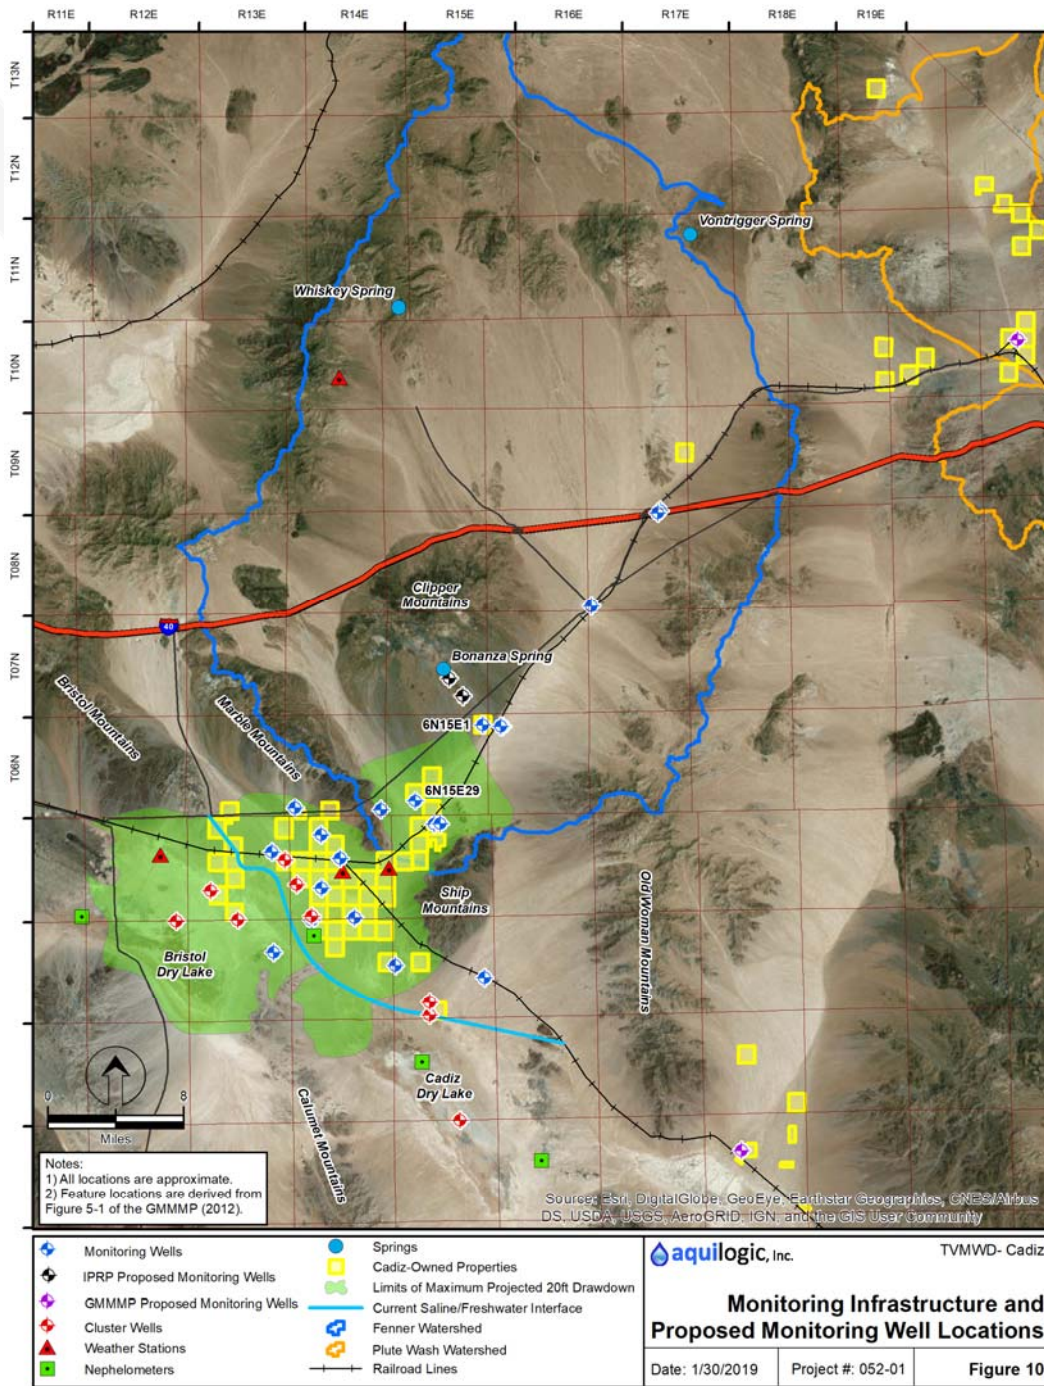 R11E R12E R13E R14E R15E R16E R17E R18E R19E
T13N
T12N
T11N
T10N
T09N
T08N
T07N
T06N
Vontrigger Spring
Whiskey Spring
Clipper
Mountains
40
Bonanza Spring
Bristol Mountains
Marble Mountains
6N15E1
6N15E29
Ship
Mountains
Old Woman Mountains
Bristol
Dry Lake
Cadiz
Dry Lake
Calumet Mountains
0 8
Miles
Notes:
1) All locations are approximate.
2) Feature locations are derived from
Figure 5-1 of the GMMMP (2012).
Source: Esri, DigitalGlobe, GeoEye, Earthstar Geographics, CNES/Airbus
DS, USDA, USGS, AeroGRID, IGN, and the GIS User Community
Monitoring Wells
IPRP Proposed Monitoring Wells
GMMMP Proposed Monitoring Wells
Cluster Wells
Weather Stations
Nephelometers
Springs
Cadiz-Owned Properties
Limits of Maximum Projected 20ft Drawdown
Current Saline/Freshwater Interface
Fenner Watershed
Plute Wash Watershed
Railroad Lines
aquilogic, Inc.
TVMWD- Cadiz
Monitoring Infrastructure and
Proposed Monitoring Well Locations
Date: 1/30/2019 Project #: 052-01 Figure 10